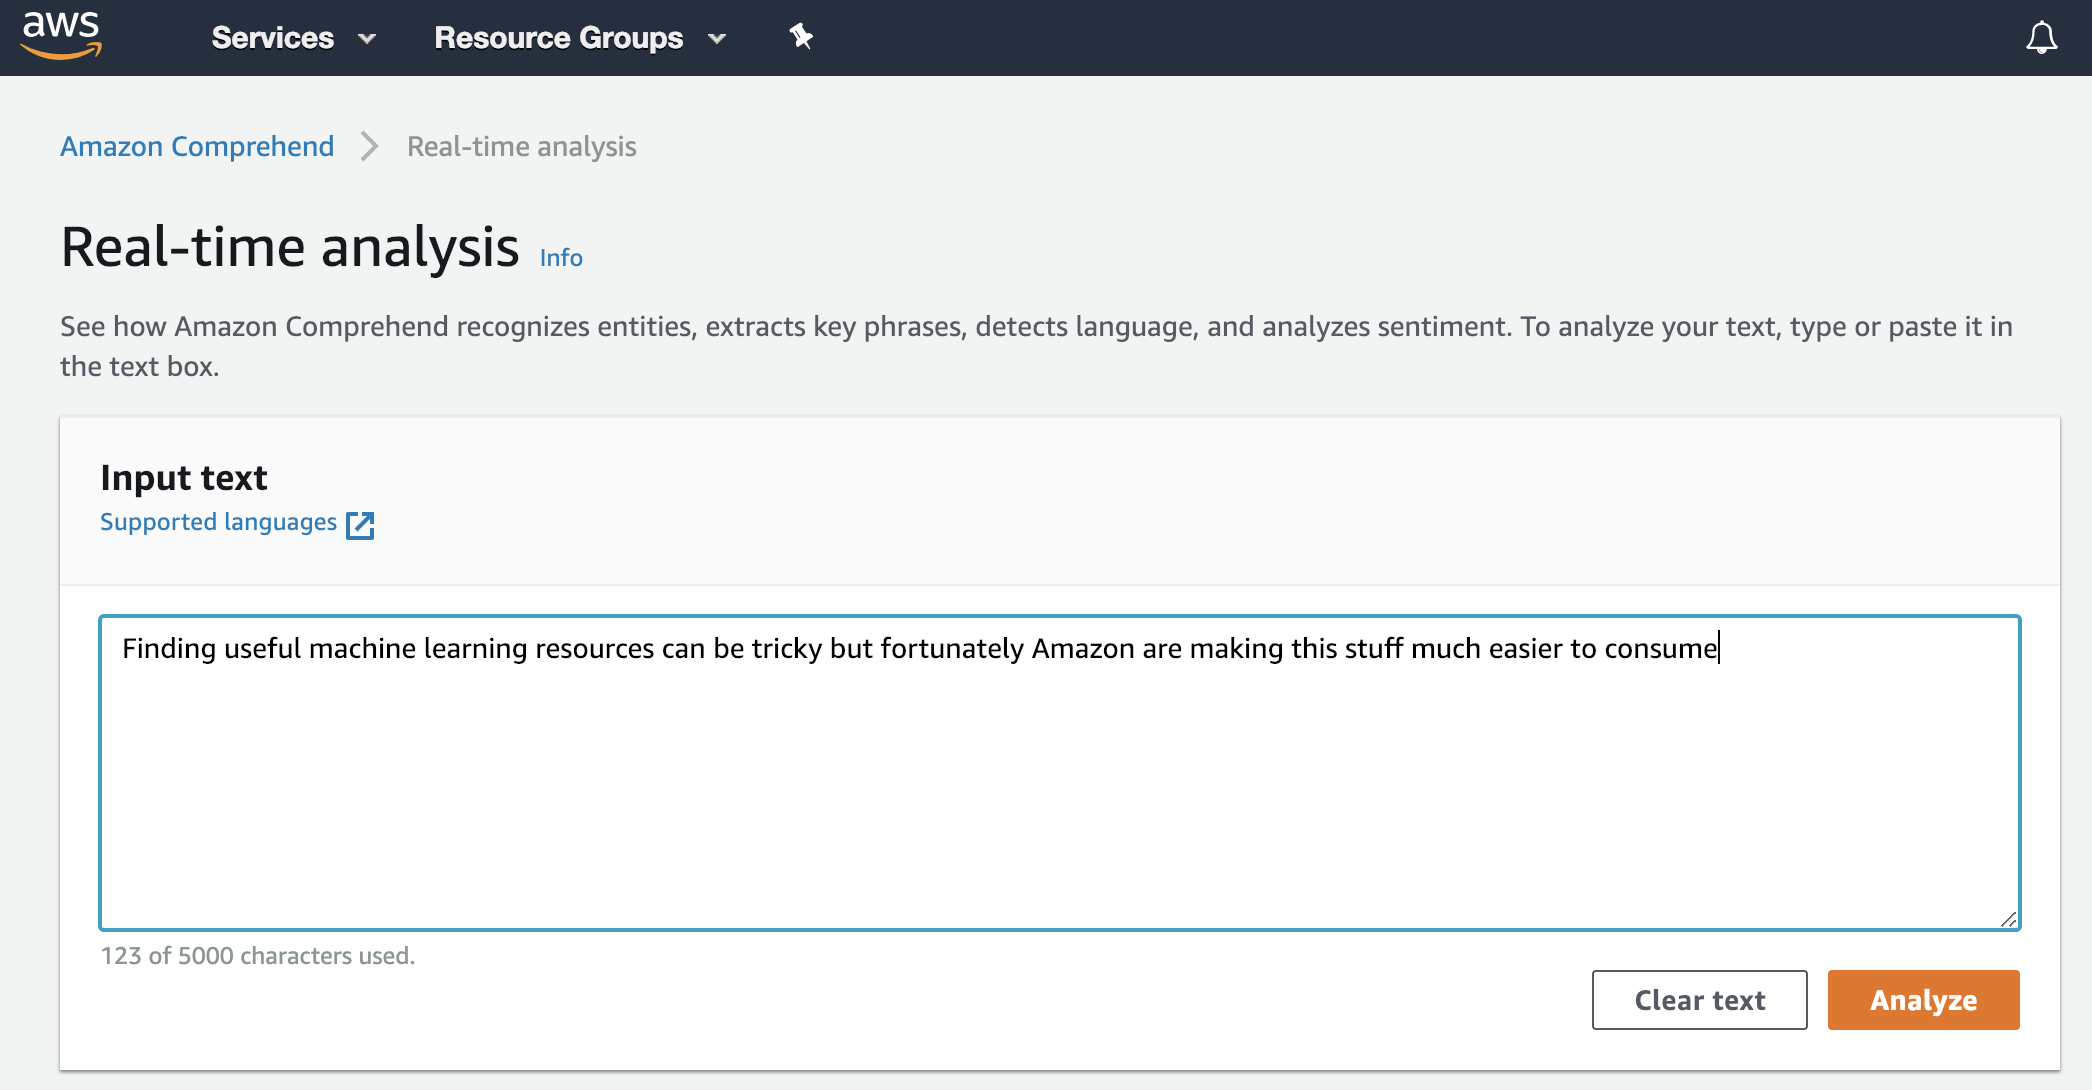 aws Services Resource Groups
Amazon Comprehend Real-time analysis
Real-time analysis Info
See how Amazon Comprehend recognizes entities, extracts key phrases, detects language, and analyzes sentiment. To analyze your text, type or paste it in
the text box.
Input text
Supported languages
Finding useful machine learning resources can be tricky but fortunately Amazon are making this stuff much easier to consume
123 of 5000 characters used.
Clear text Analyze